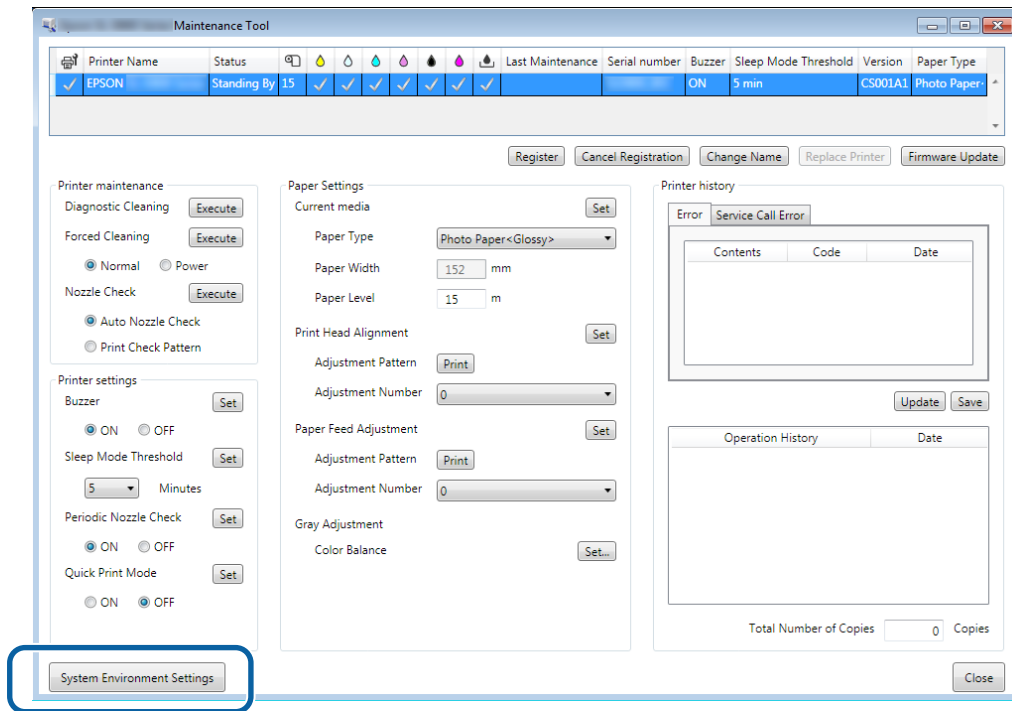 Maintenance Tool
Printer Name Status Last Maintenance Serial number Buzzer Sleep Mode Threshold Version Paper Type
EPSON Standing By 15 ON 5 min CS001A1 Photo Paper
Register Cancel Registration Change Name Replace Printer Firmware Update
Printer maintenance
Diagnostic Cleaning Execute
Forced Cleaning Execute
Normal Power
Nozzle Check Execute
Auto Nozzle Check
Print Check Pattern
Printer settings
Buzzer Set
ON OFF
Sleep Mode Threshold Set
5 Minutes
Periodic Nozzle Check Set
ON OFF
Quick Print Mode Set
ON OFF
Paper Settings
Current media Set
Paper Type Photo Paper<Glossy>
Paper Width 152 mm
Paper Level 15 m
Print Head Alignment Set
Adjustment Pattern Print
Adjustment Number 0
Paper Feed Adjustment Set
Adjustment Pattern Print
Adjustment Number 0
Gray Adjustment
Color Balance Set...
Printer history
Error Service Call Error
Contents Code Date
Update Save
Operation History Date
Total Number of Copies 0 Copies
System Environment Settings Close